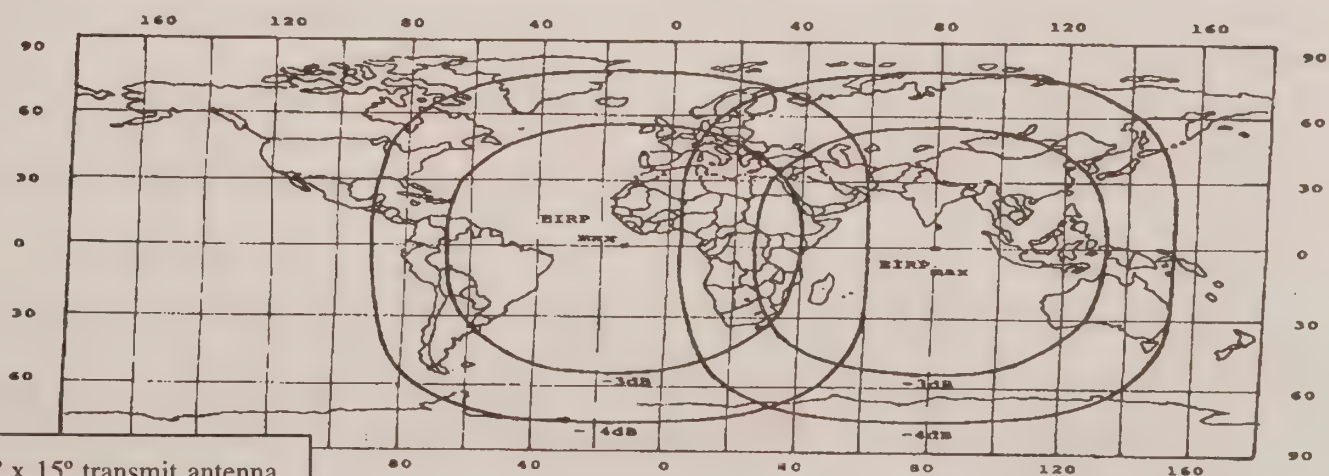 160 120 80 40 0 40 80 120 160
90 90
60 60
30 30
EIRP
max
0 0
EIRP
max
30 30
-3dB -3dB
60 60
-4dB -4dB
90
80 40 0 40 80 120 160
x 15° transmit antenna